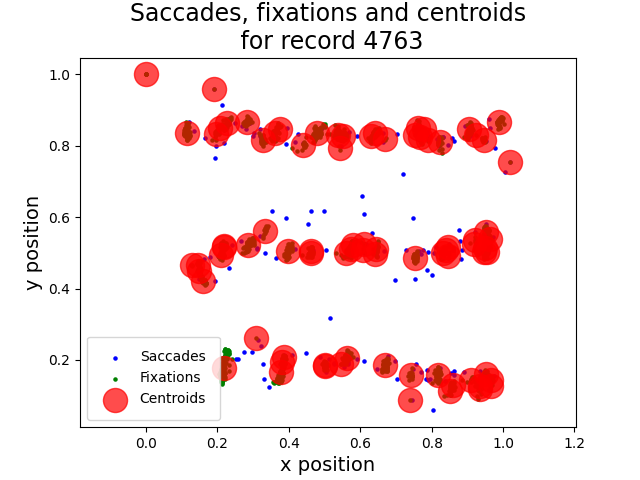 Saccades, fixations and centroids
for record 4763
1.0
0.8
0.6
0.4
0.2
y position
Saccades
Fixations
Centroids
0.0 0.2 0.4 0.6 0.8 1.0 1.2
x position